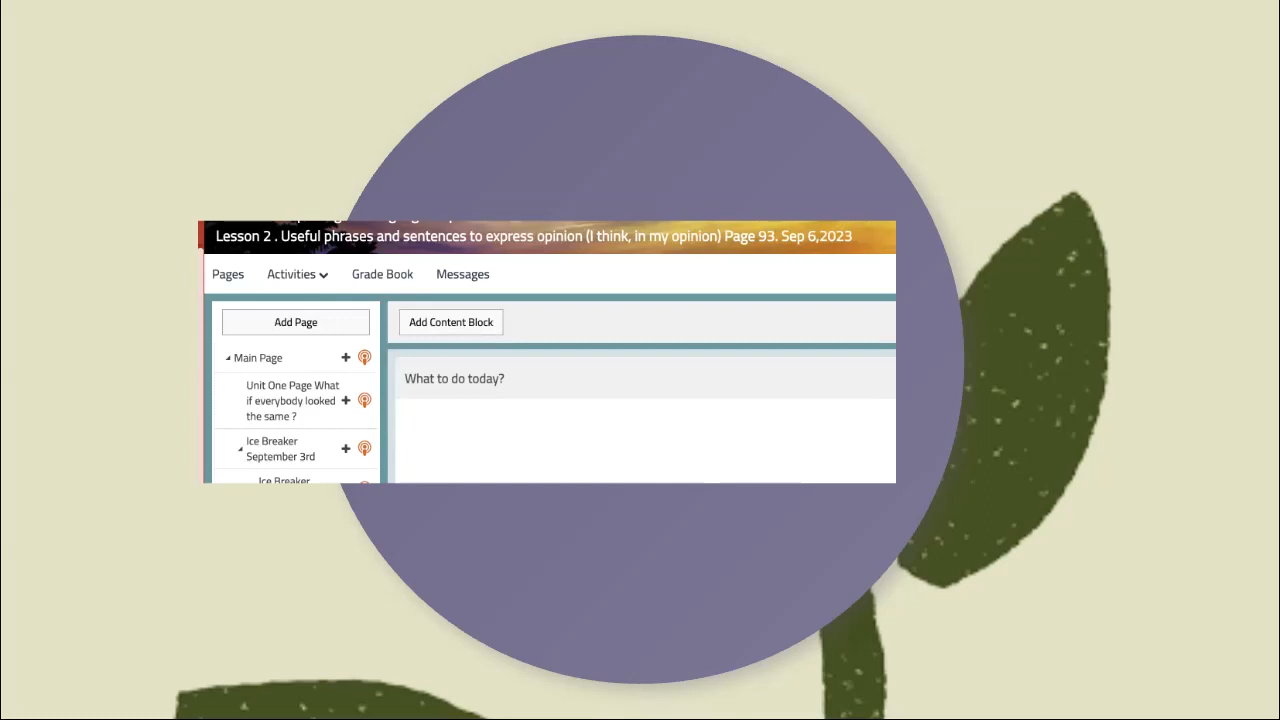 Lesson 2 . Useful phrases and sentences to express opinion (I think, in my opinion) Page 93. Sep 6,2023
Pages Activities Grade Book Messages
Add Page
Add Content Block
Main Page
What to do today?
Unit One Page What
if everybody looked
the same ?
Ice Breaker
September 3rd
Ice Breaker